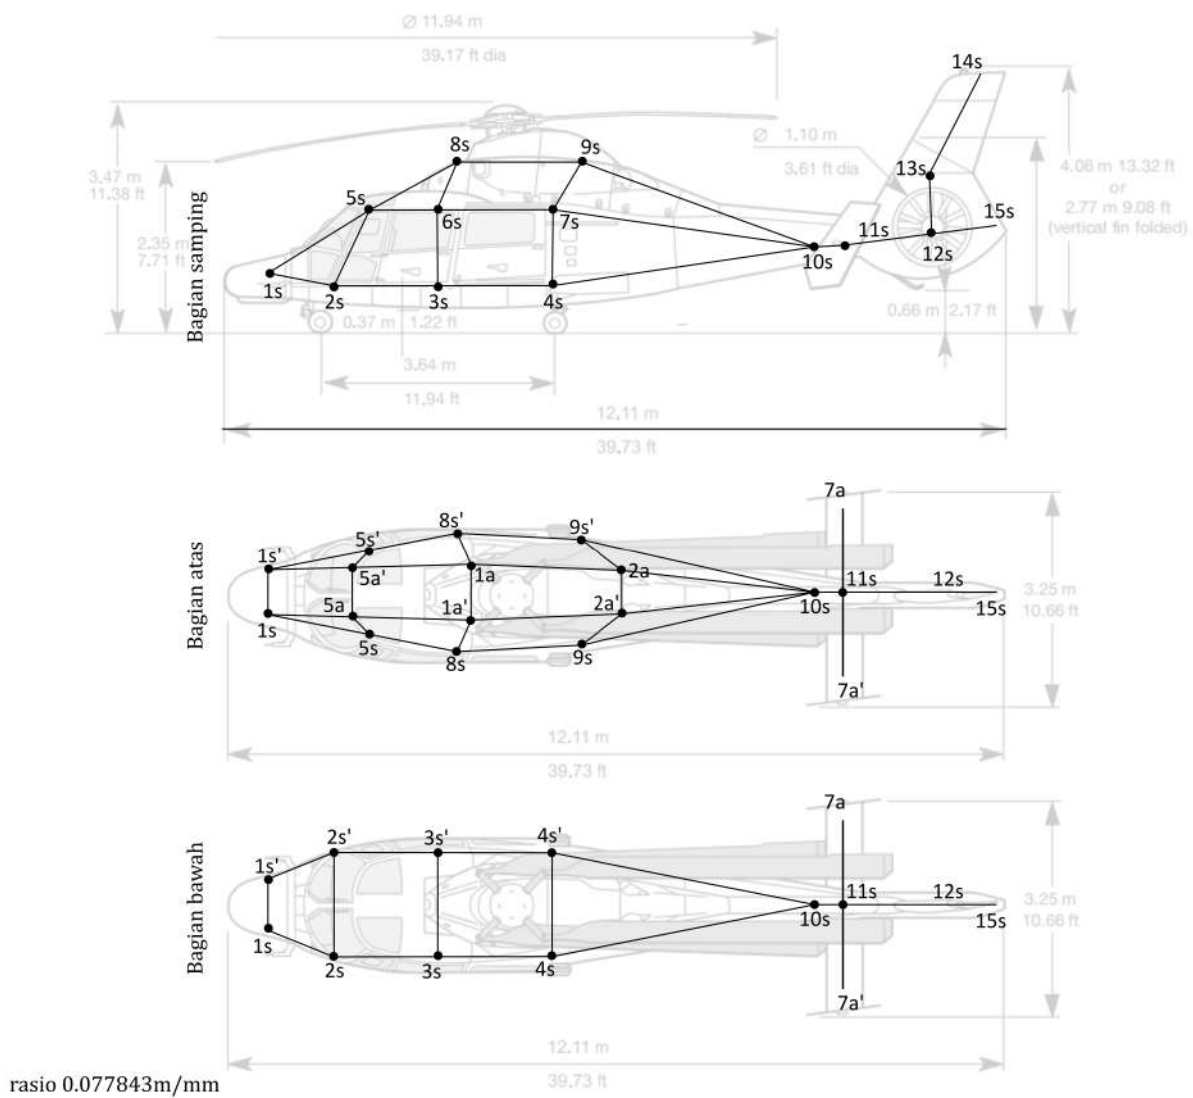 Ø 11.94 m
39.17 ft dia
14s
Ø 1.10 m
3.61 ft dia
8s
9s
3.47 m
11.38 ft
13s
4.06 m 13.32 ft
or
2.77 m 9.08 ft
(vertical fin folded)
5s
6s
7s
15s
11s
2.35 m
7.71 ft
12s
10s
Bagian samping
1s
2s
3s
4s
0.37 m 1.22 ft
0.66 m 2.17 ft
3.64 m
11.94 ft
12.11 m
39.73 ft
7a
8s'
9s'
5s'
1s'
5a'
1a
2a
11s
12s
Bagian atas
5a
1a'
2a'
10s
15s
3.25 m
10.66 ft
1s
5s
8s
9s
7a'
12.11 m
39.73 ft
7a
2s'
3s'
4s'
1s'
11s
12s
Bagian bawah
10s
15s
3.25 m
10.66 ft
1s
2s
3s
4s
7a'
12.11 m
39.73 ft
rasio 0.077843m/mm